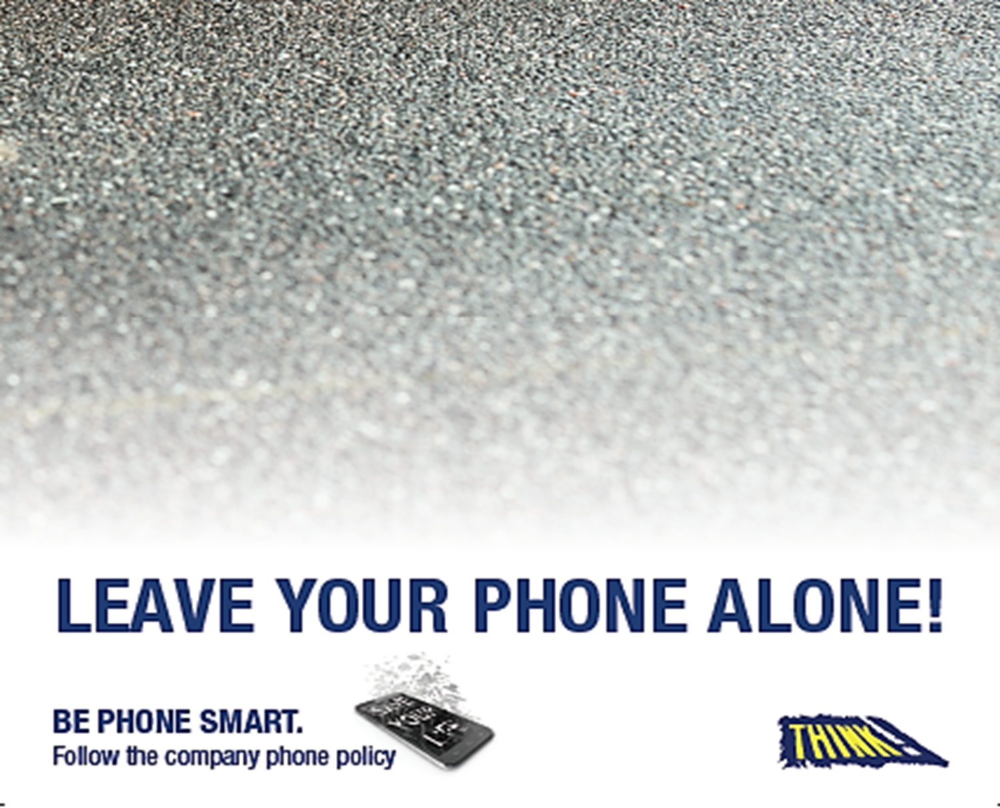 LEAVE YOUR PHONE ALONE!
BE PHONE SMART.
Follow the company phone policy
THINK!